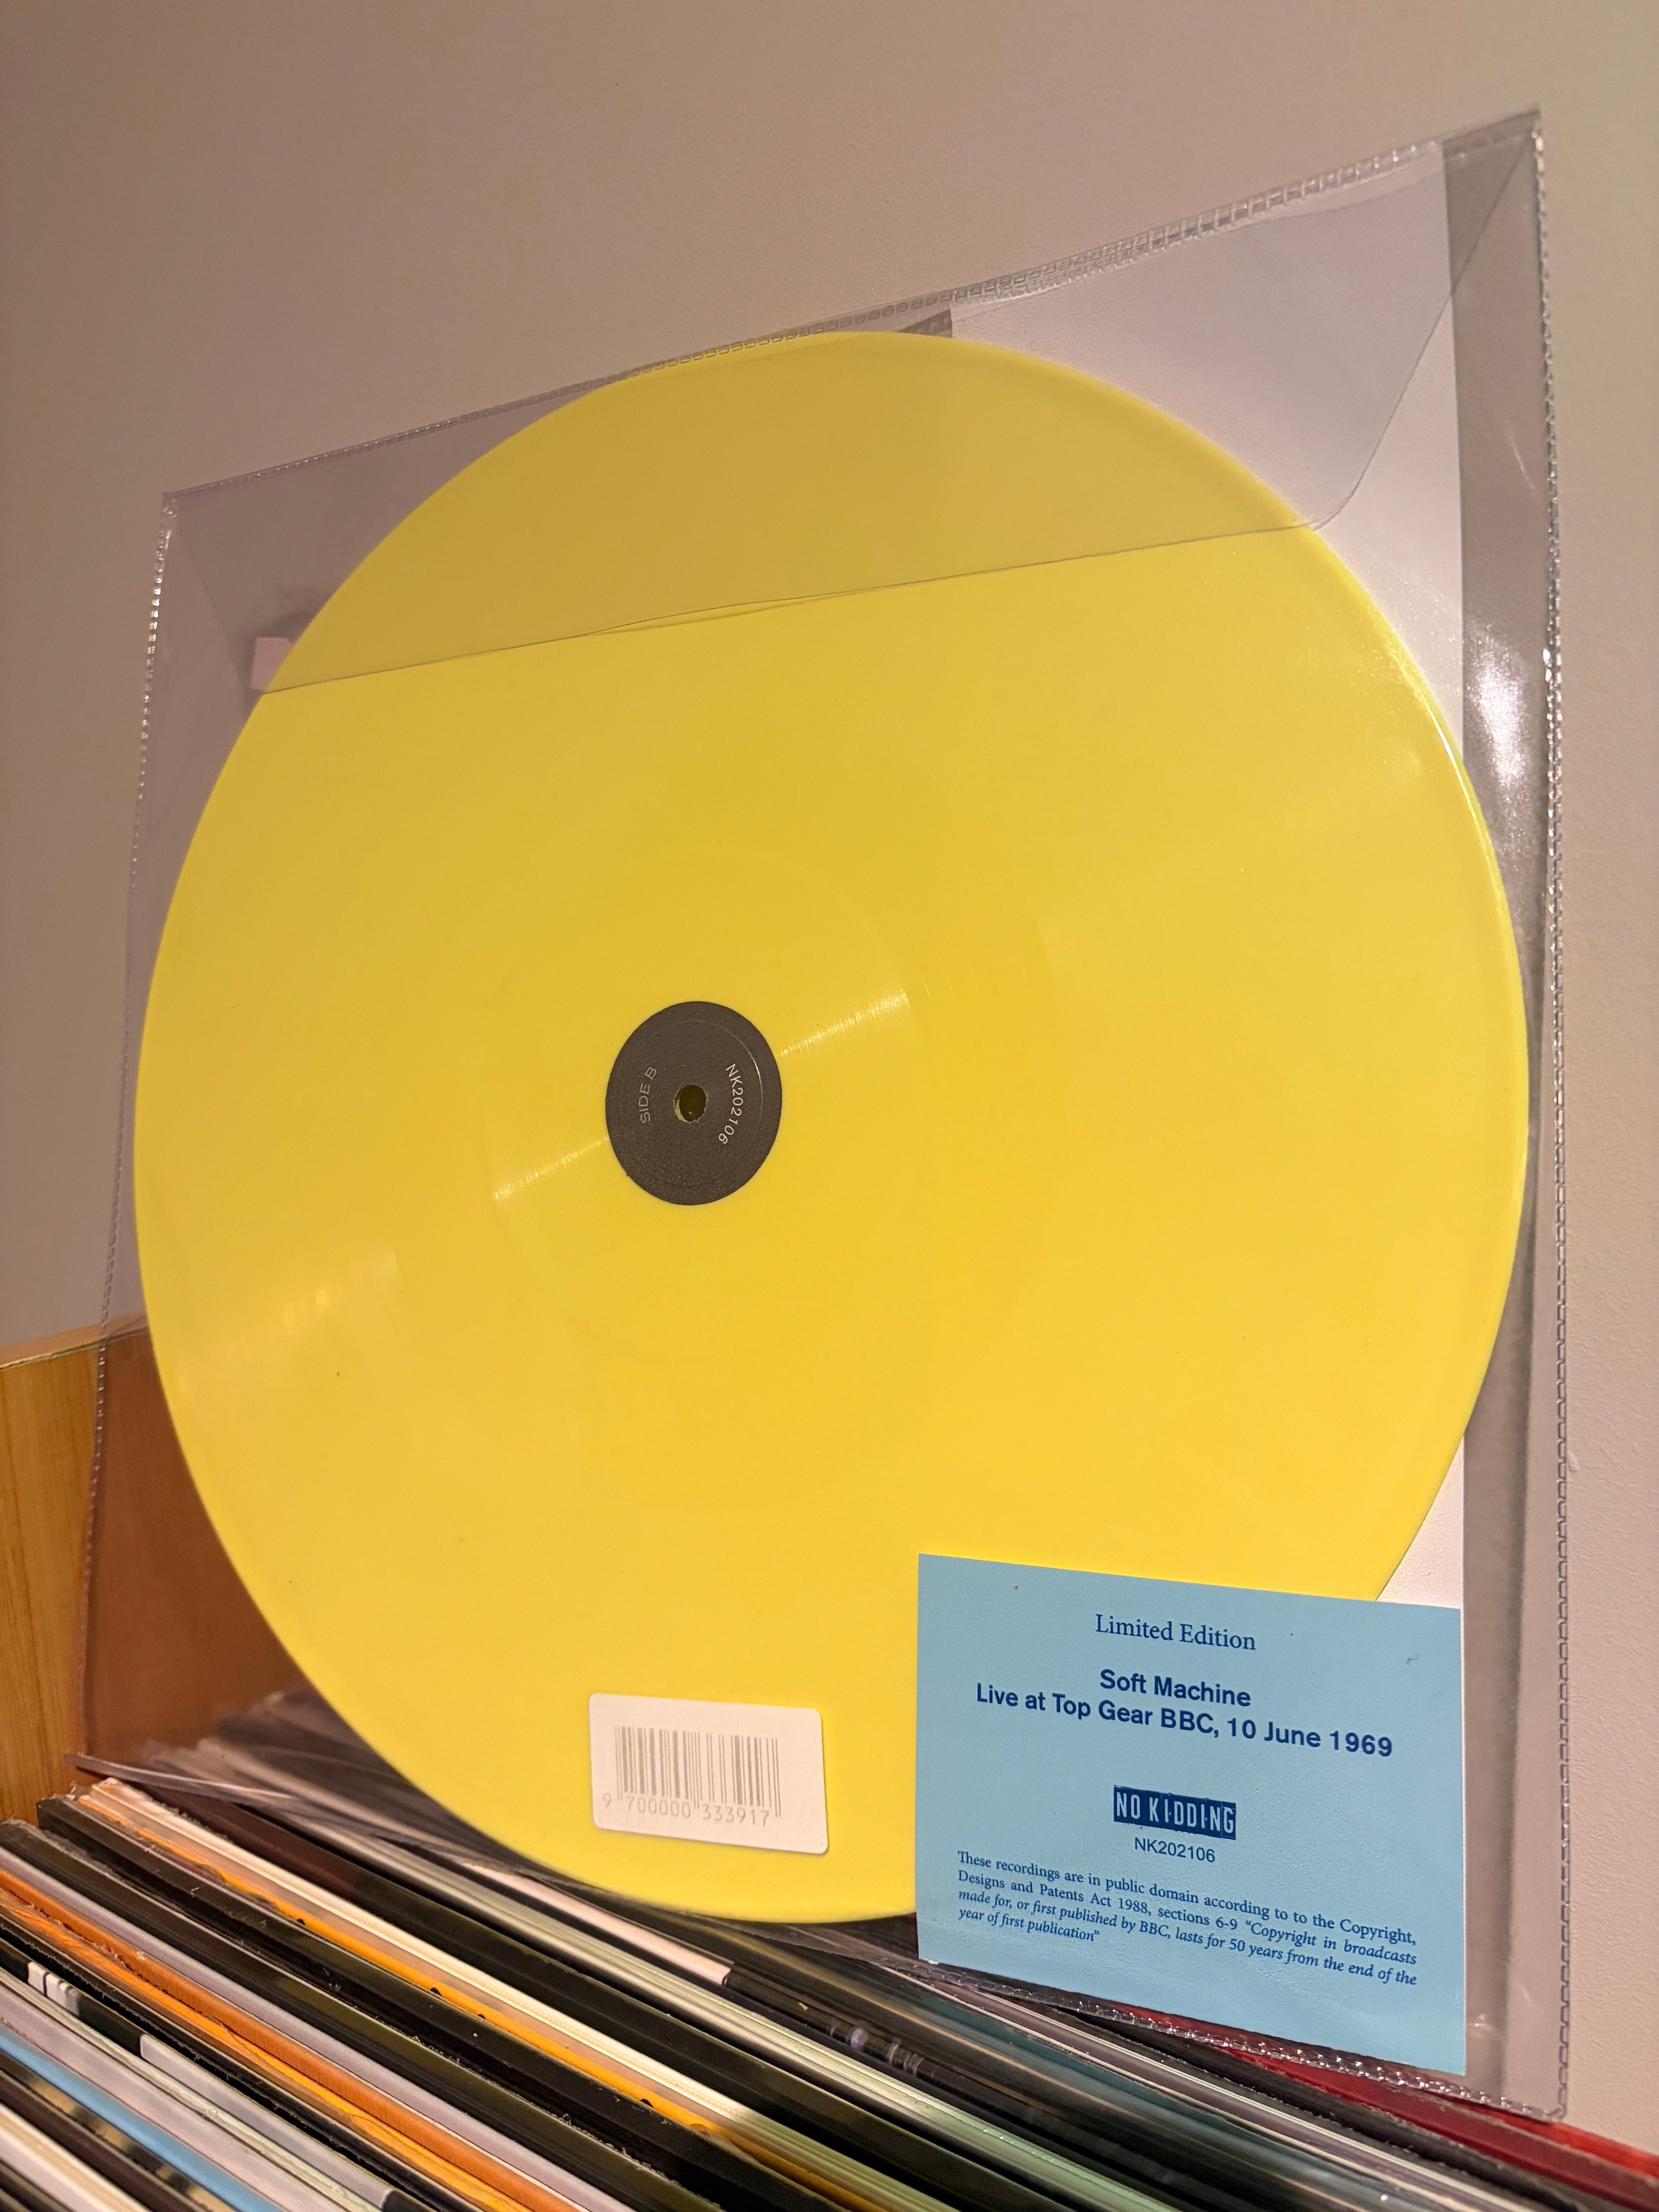 SIDE B
NK202106
9 700000 333917
Limited Edition
Soft Machine
Live at Top Gear BBC, 10 June 1969
NO KIDDING
NK202106
These recordings are in public domain according to to the Copyright,
Designs and Patents Act 1988, sections 6-9 “Copyright in broadcasts
made for, or first published by BBC, lasts for 50 years from the end of the
year of first publication”